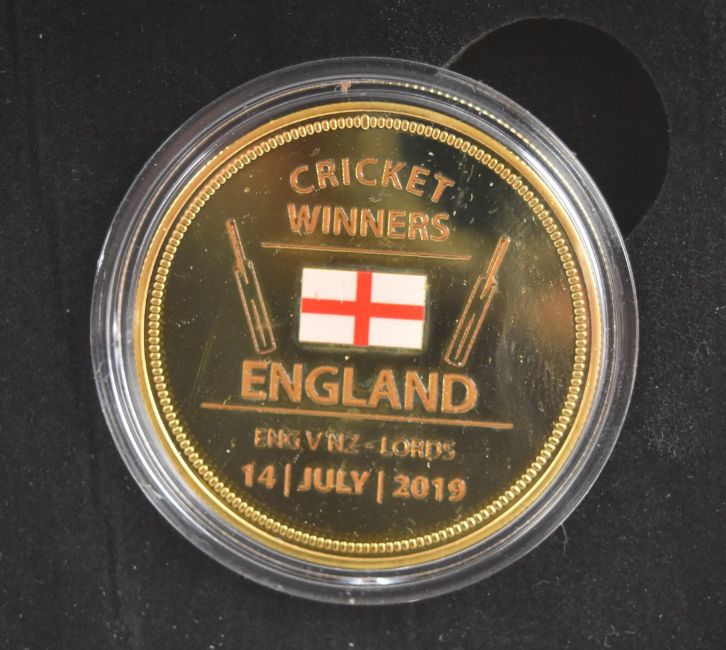 CRICKET
WINNERS
ENGLAND
ENG V NZ - LORDS
14 | JULY | 2019